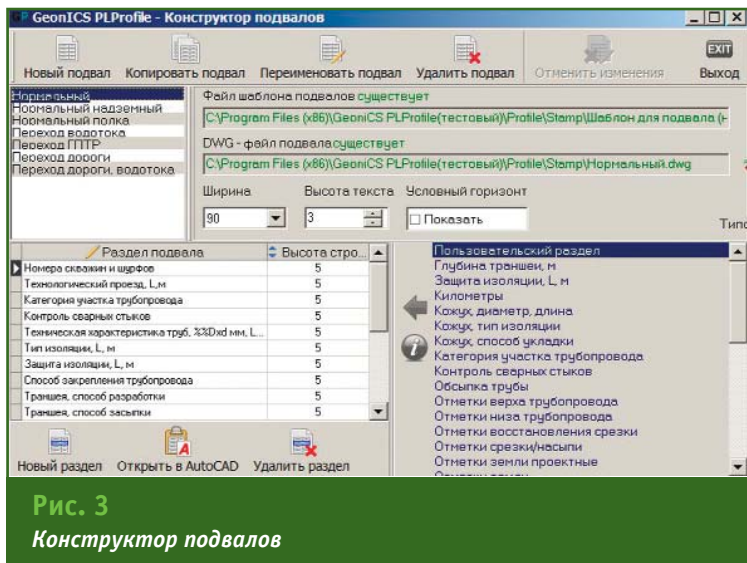 GeonICS PLProfile - Конструктор подвалов
Новый подвал Копировать подвал Переименовать подвал Удалить подвал Отменить изменения Выход
EXIT
Нормальный
Нормальный надземный
Нормальный полка
Переход водотока
Переход ГПТР
Переход дороги
Переход дороги, водотока
Файл шаблона подвалов существует
C:\Program Files (x86)\GeoniCS PLProfile(тестовый)\Profile\Stamp\Шаблон для подвала (н
DWG - файл подвала существует
C:\Program Files (x86)\GeoniCS PLProfile(тестовый)\Profile\Stamp\Нормальный.dwg
Ширина Высота текста Условный горизонт
90 3 Показать
Типо
Раздел подвала Высота стро...
Номера скважин и шурфов 5
Технологический проезд, L,м 5
Категория участка трубопровода 5
Контроль сварных стыков 5
Техническая характеристика труб, %%Dxd мм, L... 5
Тип изоляции, L, м 5
Защита изоляции, L, м 5
Способ закрепления трубопровода 5
Траншея, способ разработки 5
Траншея, способ засыпки 5
Новый раздел Открыть в AutoCAD Удалить раздел
Пользовательский раздел
Глубина траншеи, м
Защита изоляции, L, м
Километры
Кожух, диаметр, длина
Кожух, тип изоляции
Кожух, способ укладки
Категория участка трубопровода
Контроль сварных стыков
Обсыпка трубы
Отметки верха трубопровода
Отметки низа трубопровода
Отметки восстановления срезки
Отметки срезки/насыпи
Отметки земли проектные
Рис. 3
Конструктор подвалов